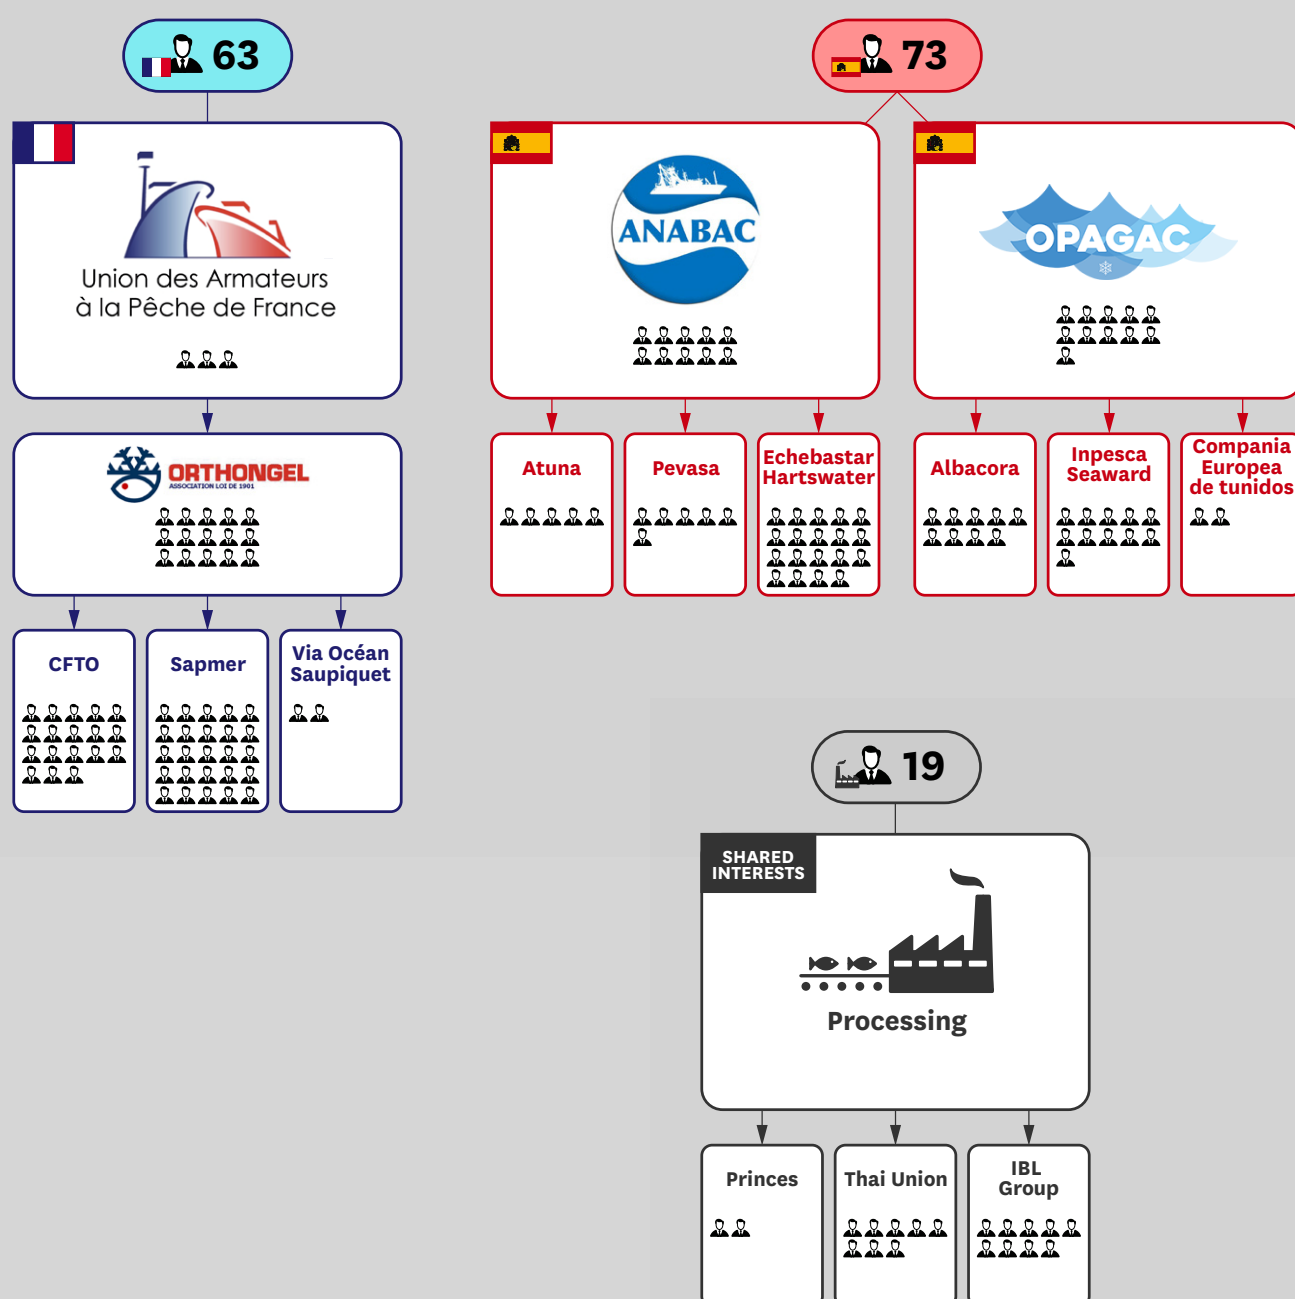 63
73
Union des Armateurs
à la Pêche de France
ANABAC
OPAGAC
ORTHONGEL
ASSOCIATION LOI DE 1901
Atuna
Pevasa
Echebastar
Hartswater
Albacora
Inpesca
Seaward
Compania
Europea
de tunidos
CFTO
Sapmer
Via Océan
Saupiquet
19
SHARED
INTERESTS
Processing
Princes
Thai Union
IBL
Group